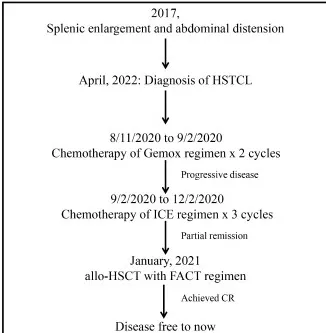 2017,
Splenic enlargement and abdominal distension
April, 2022: Diagnosis of HSTCL
8/11/2020 to 9/2/2020
Chemotherapy of Gemox regimen x 2 cycles
Progressive disease
9/2/2020 to 12/2/2020
Chemotherapy of ICE regimen x 3 cycles
Partial remission
January, 2021
allo-HSCT with FACT regimen
Achieved CR
Disease free to now